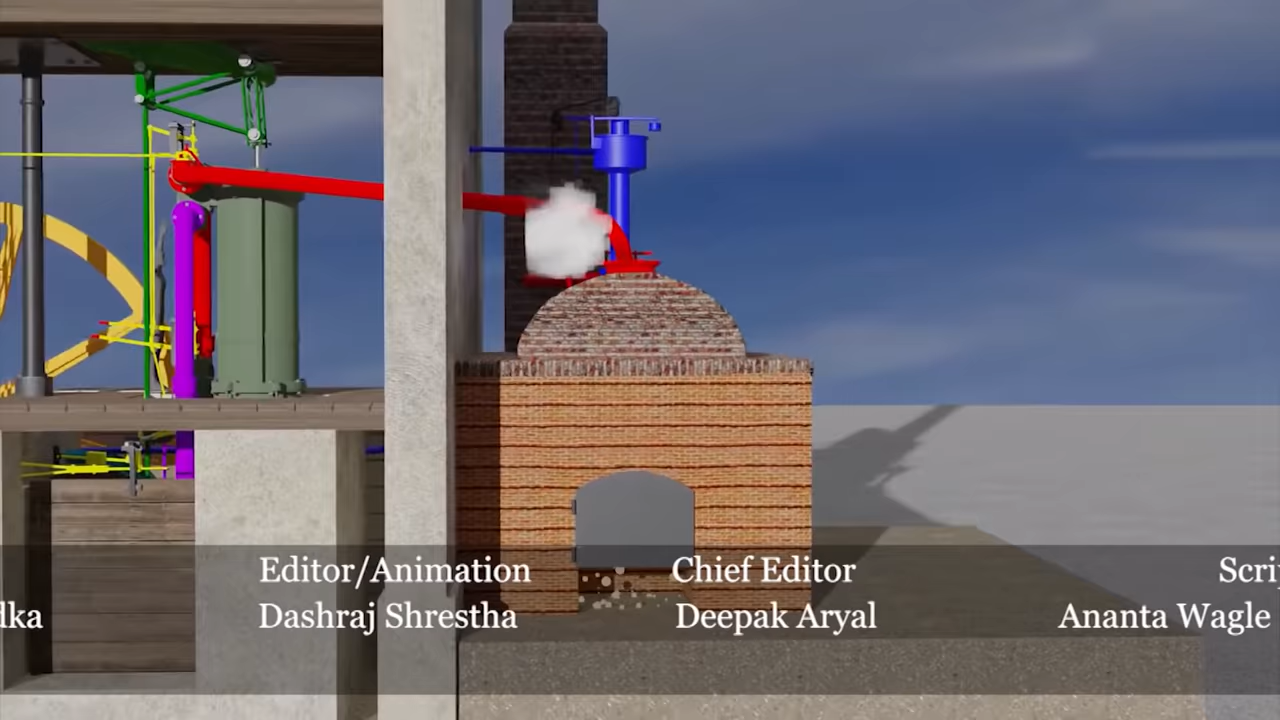 Editor/Animation
Dashraj Shrestha
Chief Editor
Deepak Aryal
Ananta Wagle